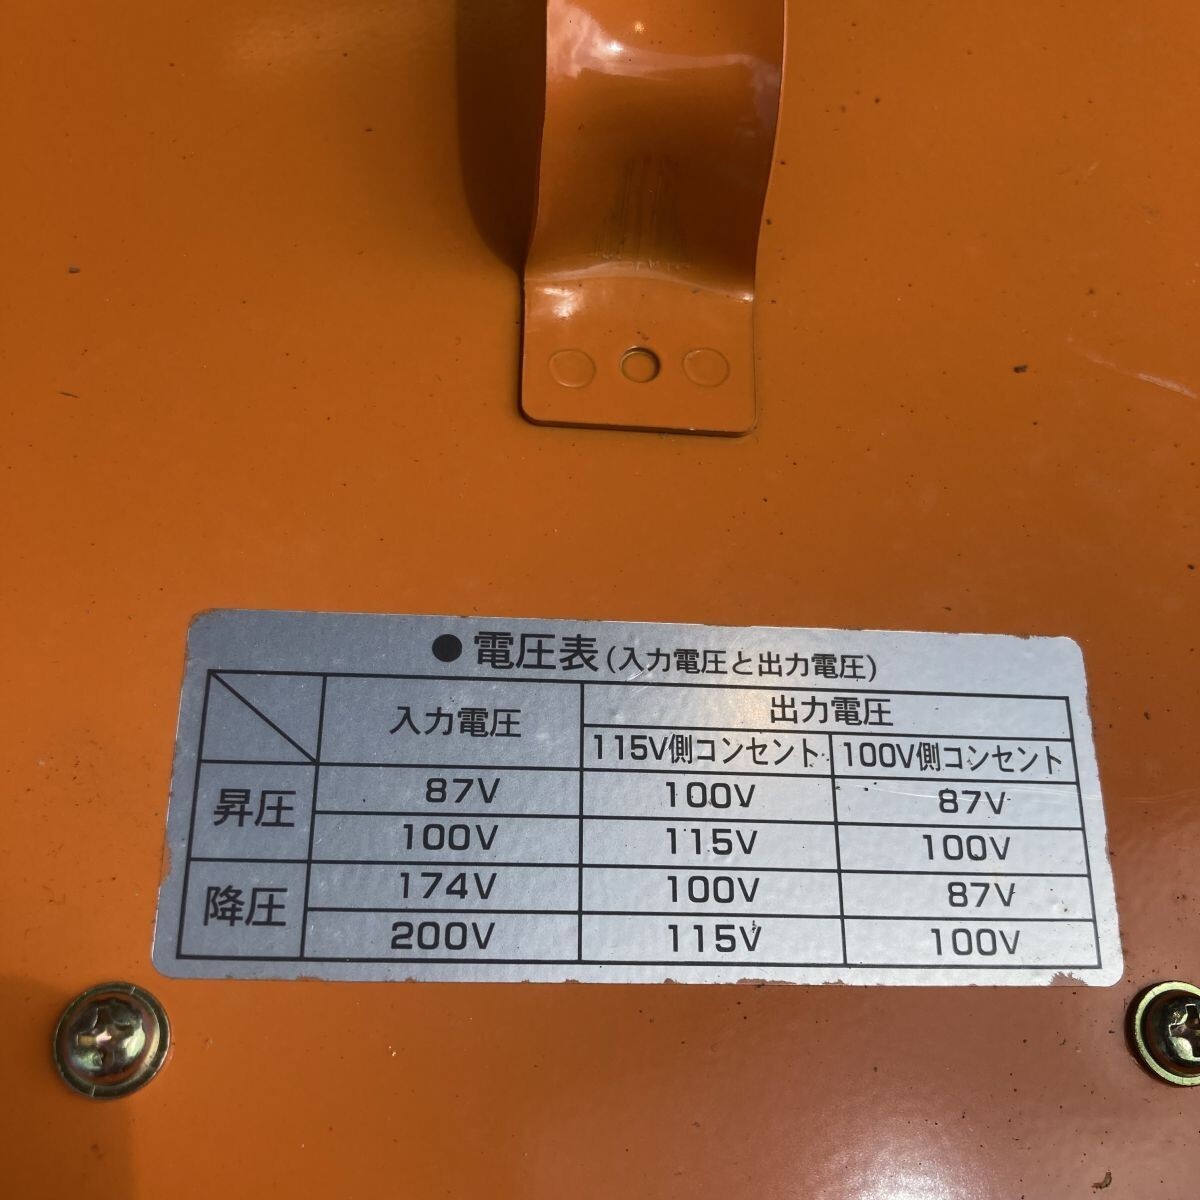 ●電圧表(入力電圧と出力電圧)
入力電圧 出力電圧
115V側コンセント 100V側コンセント
昇圧 87V 100V 87V
100V 115V 100V
降圧 174V 100V 87V
200V 115V 100V